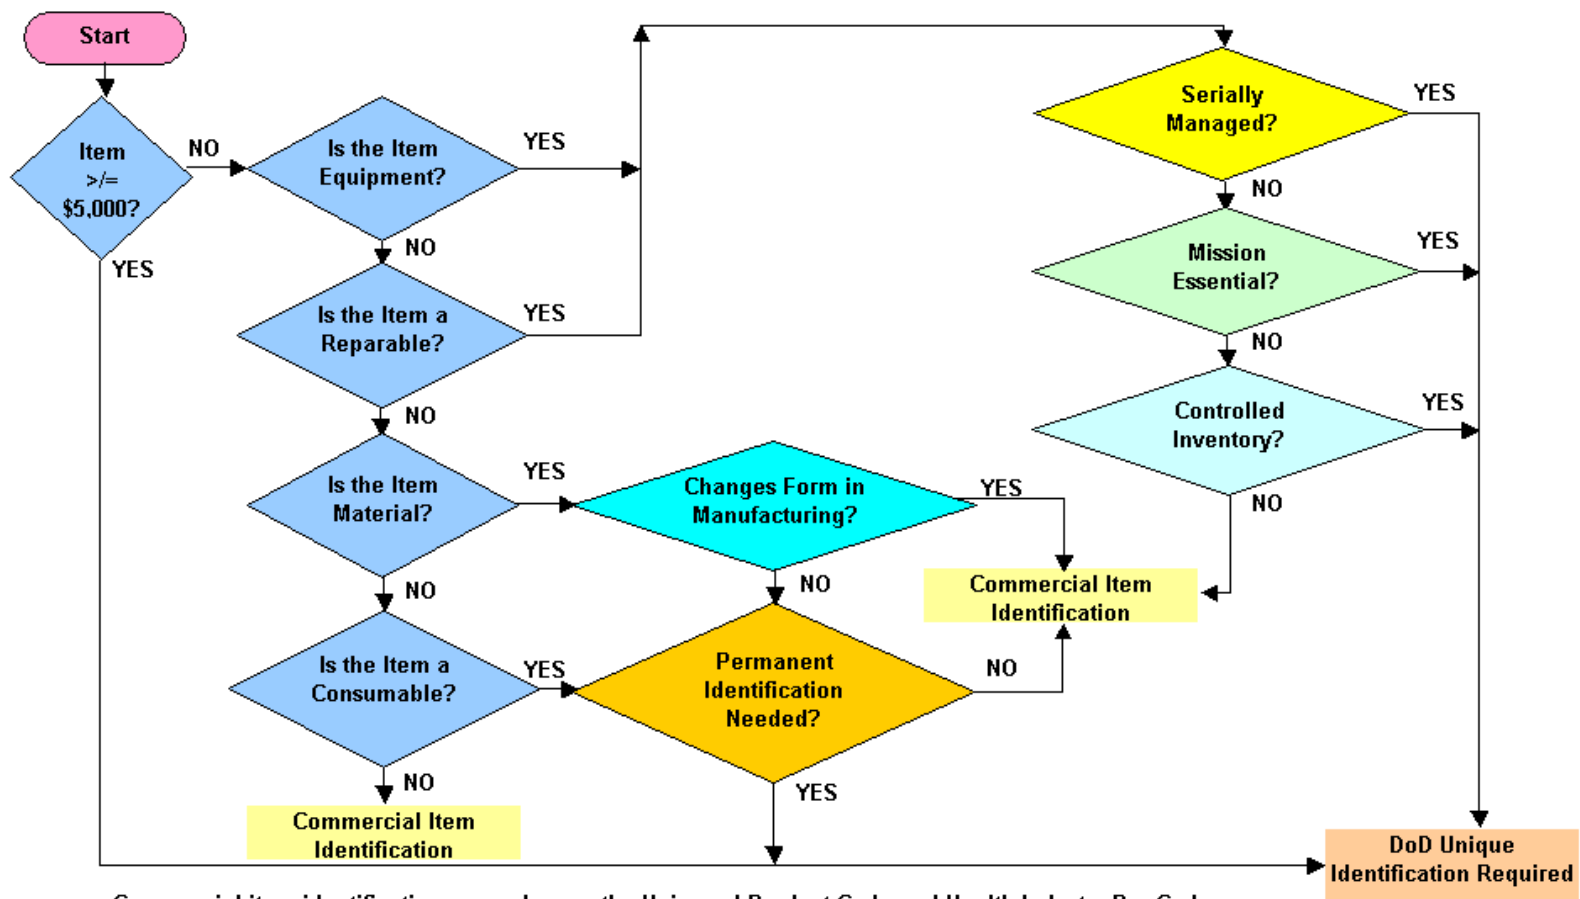 Start
Item
>/=
$5,000?
NO
YES
Is the Item
Equipment?
YES
NO
Is the Item a
Reparable?
YES
NO
Is the Item
Material?
YES
NO
Is the Item a
Consumable?
YES
NO
Commercial Item
Identification
Changes Form in
Manufacturing?
YES
NO
Permanent
Identification
Needed?
NO
YES
Commercial Item
Identification
Serially
Managed?
YES
NO
Mission
Essential?
YES
NO
Controlled
Inventory?
YES
NO
DoD Unique
Identification Required